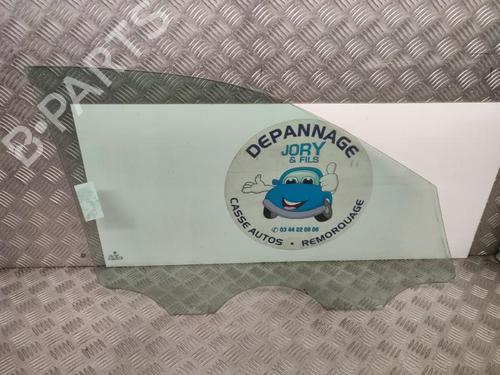 B-PARTS
DEPANNAGE
JORY
& FILS
CASSE AUTOS • REMORQUAGE
✆ 03 44 22 08 06